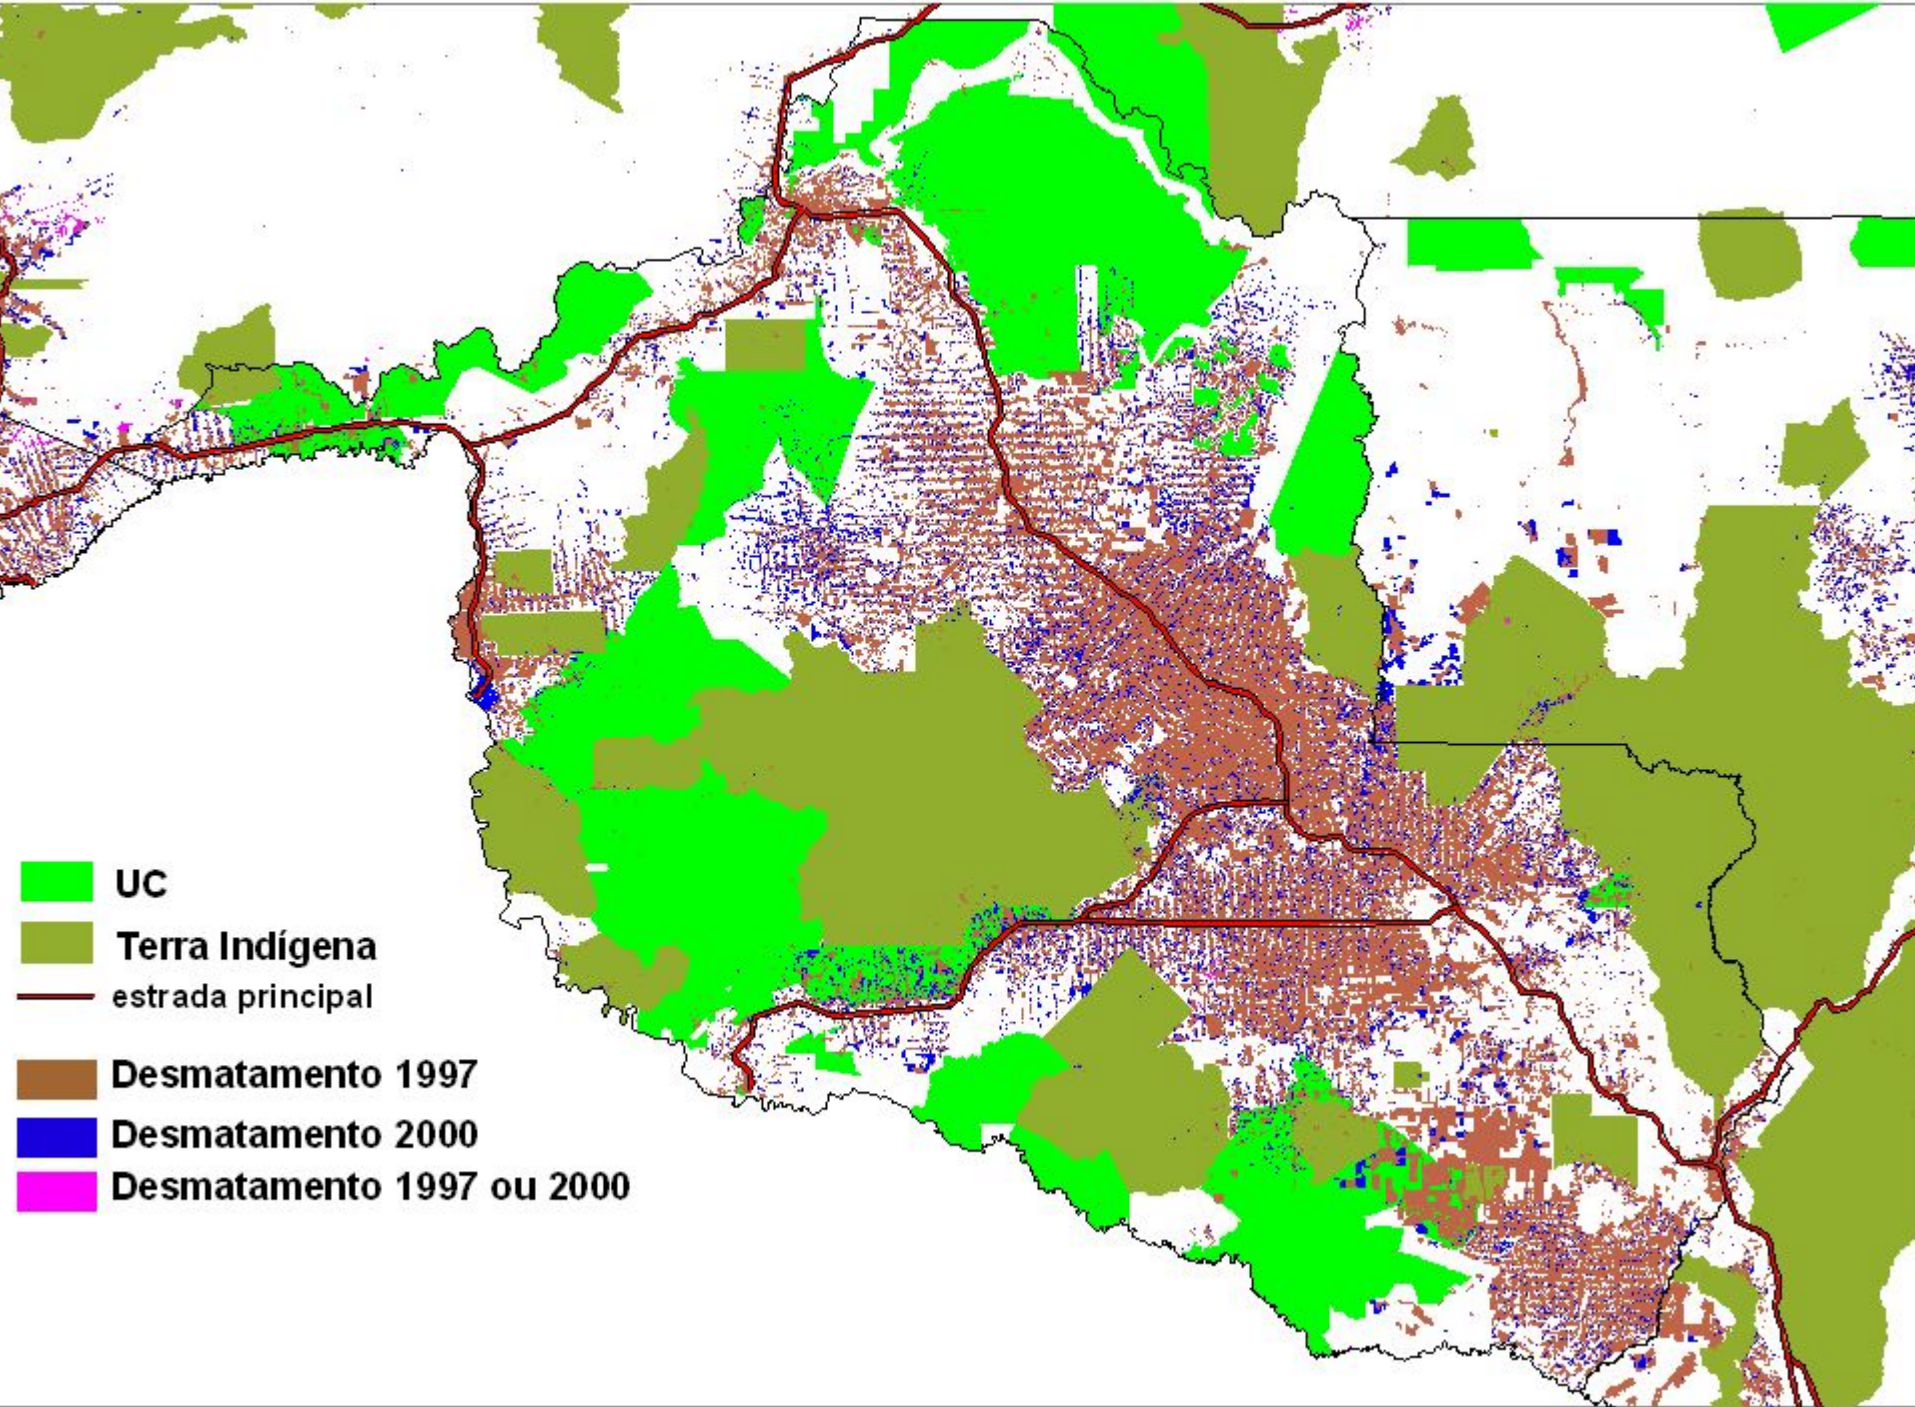 UC
Terra Indígena
estrada principal
Desmatamento 1997
Desmatamento 2000
Desmatamento 1997 ou 2000